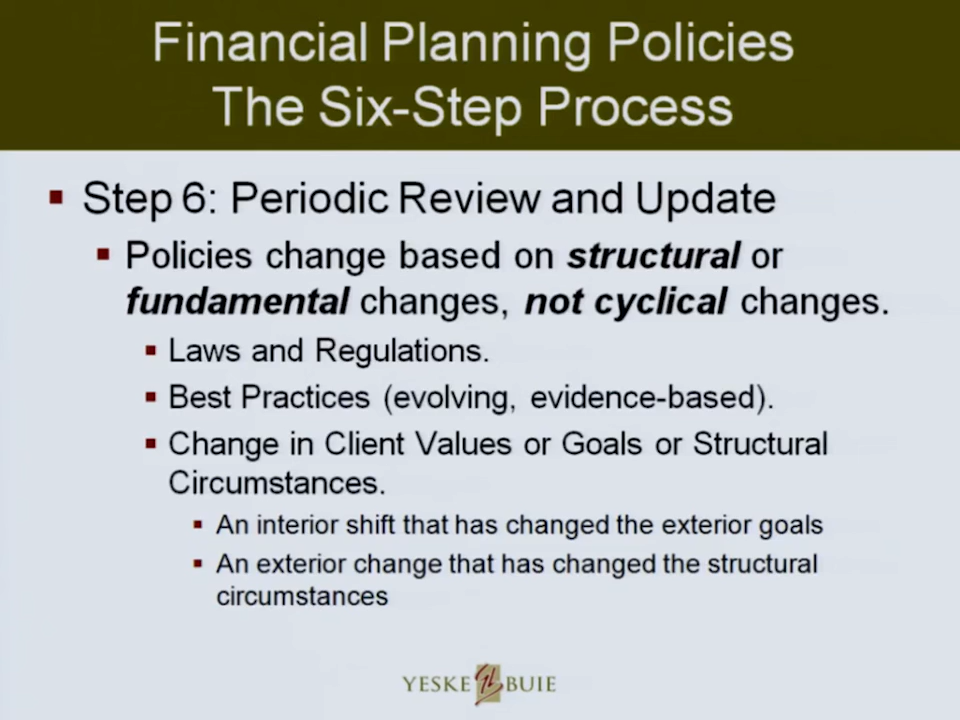 Financial Planning Policies
The Six-Step Process
Step 6: Periodic Review and Update
Policies change based on structural or
fundamental changes, not cyclical changes.
Laws and Regulations.
Best Practices (evolving, evidence-based).
Change in Client Values or Goals or Structural
Circumstances.
An interior shift that has changed the exterior goals
An exterior change that has changed the structural
circumstances
YESKE BUIE